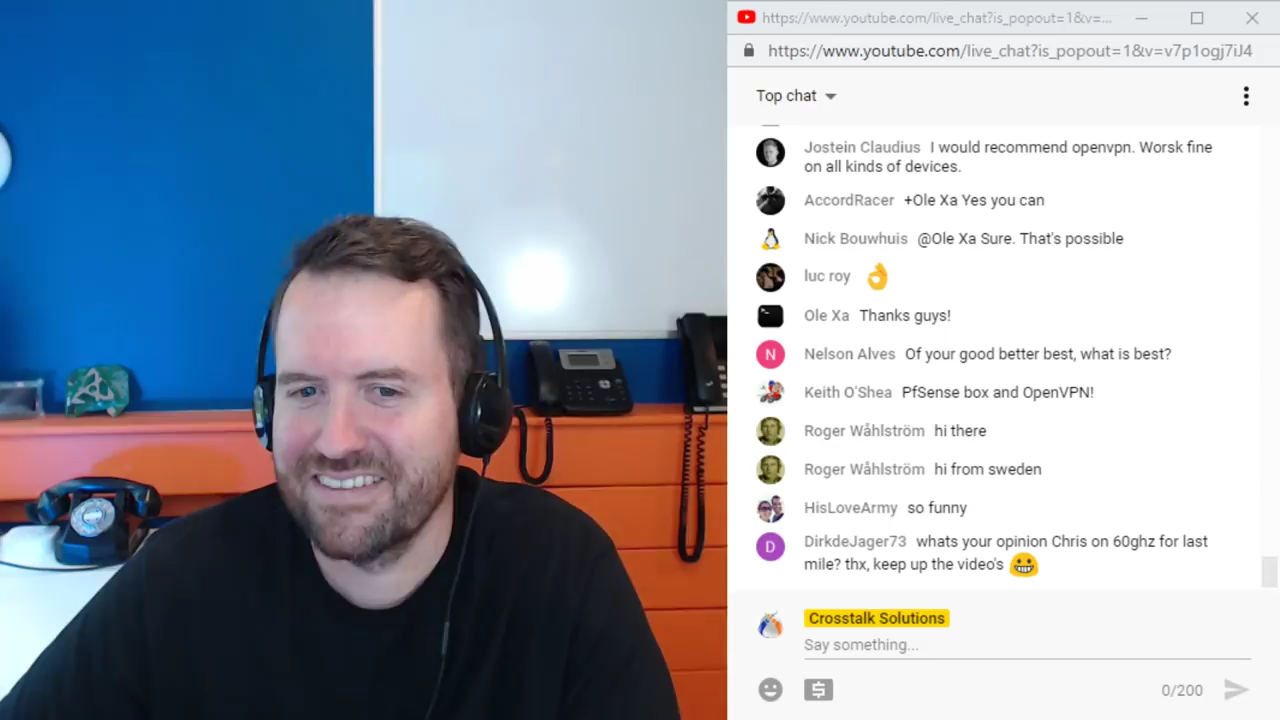 https://www.youtube.com/live_chat?is_popout=1&v=...
https://www.youtube.com/live_chat?is_popout=1&v=v7p1ogj7iJ4
Top chat
Jostein Claudius I would recommend openvpn. Worsk fine
on all kinds of devices.
AccordRacer +Ole Xa Yes you can
Nick Bouwhuis @Ole Xa Sure. That's possible
luc roy 👌
Ole Xa Thanks guys!
N
Nelson Alves Of your good better best, what is best?
Keith O'Shea PfSense box and OpenVPN!
Roger Wåhlström hi there
Roger Wåhlström hi from sweden
HisLoveArmy so funny
D
DirkdeJager73 whats your opinion Chris on 60ghz for last
mile? thx, keep up the video's 😀
Crosstalk Solutions
Say something...
0/200